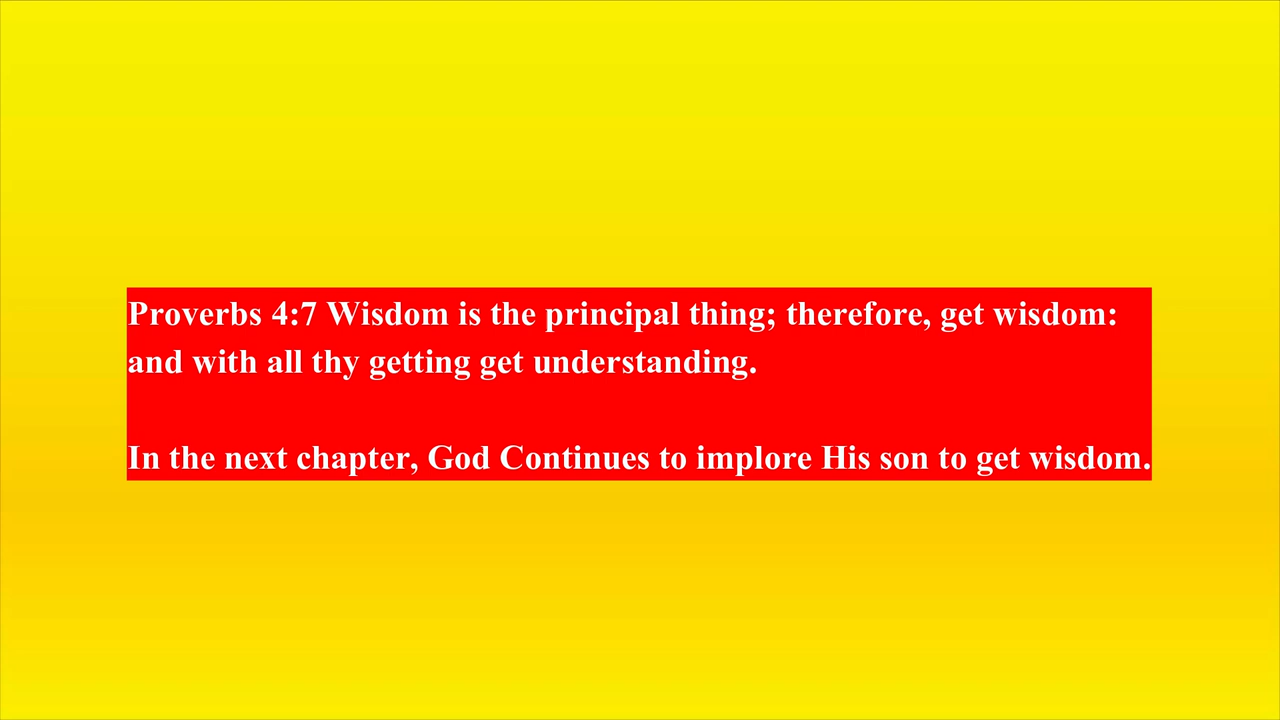 Proverbs 4:7 Wisdom is the principal thing; therefore, get wisdom:
and with all thy getting get understanding.
In the next chapter, God Continues to implore His son to get wisdom.